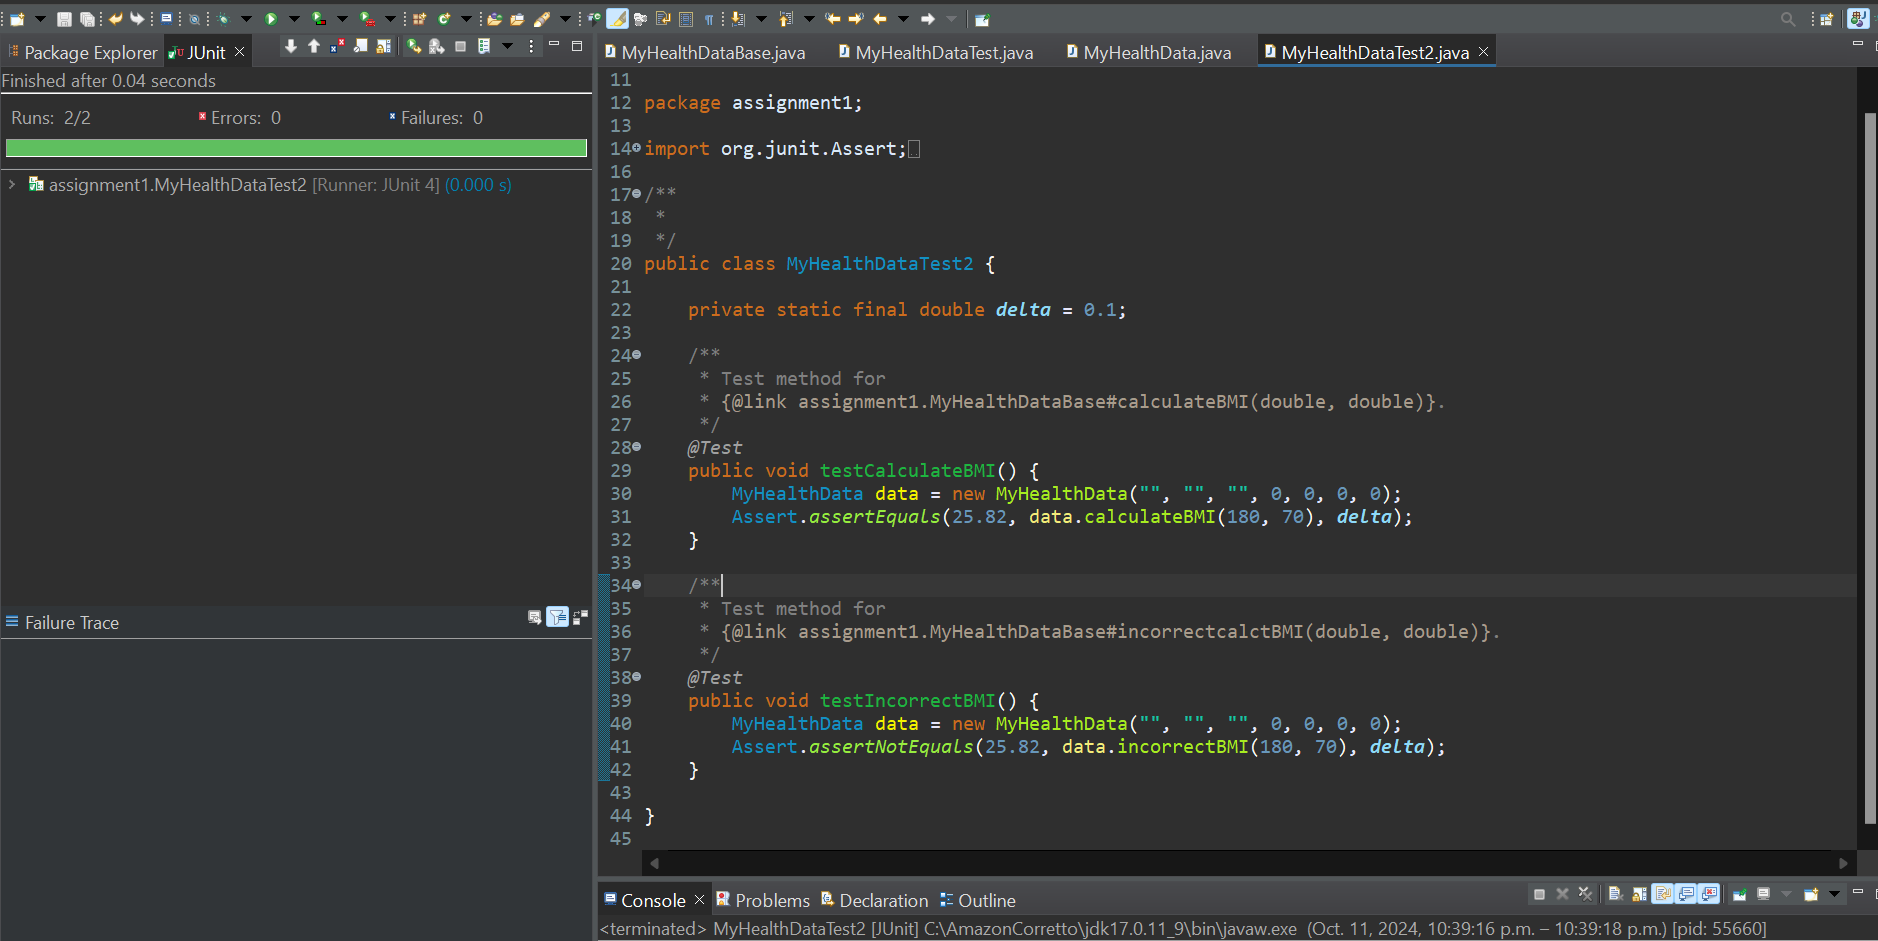 Package Explorer
JUnit
MyHealthDataBase.java
MyHealthDataTest.java
MyHealthData.java
MyHealthDataTest2.java
Finished after 0.04 seconds
Runs: 2/2
Errors: 0
Failures: 0
assignment1.MyHealthDataTest2 [Runner: JUnit 4] (0.000 s)
Failure Trace
11
12 package assignment1;
13
14 import org.junit.Assert;
16
17 /**
18  *
19  */
20 public class MyHealthDataTest2 {
21
22     private static final double delta = 0.1;
23
24     /**
25      * Test method for
26      * {@link assignment1.MyHealthDataBase#calculateBMI(double, double)}.
27      */
28     @Test
29     public void testCalculateBMI() {
30         MyHealthData data = new MyHealthData("", "", "", 0, 0, 0, 0);
31         Assert.assertEquals(25.82, data.calculateBMI(180, 70), delta);
32     }
33
34     /**
35      * Test method for
36      * {@link assignment1.MyHealthDataBase#incorrectcalctBMI(double, double)}.
37      */
38     @Test
39     public void testIncorrectBMI() {
40         MyHealthData data = new MyHealthData("", "", "", 0, 0, 0, 0);
41         Assert.assertNotEquals(25.82, data.incorrectBMI(180, 70), delta);
42     }
43
44 }
45
Console
Problems
Declaration
Outline
<terminated> MyHealthDataTest2 [JUnit] C:\AmazonCorretto\jdk17.0.11_9\bin\javaw.exe (Oct. 11, 2024, 10:39:16 p.m. – 10:39:18 p.m.) [pid: 55660]